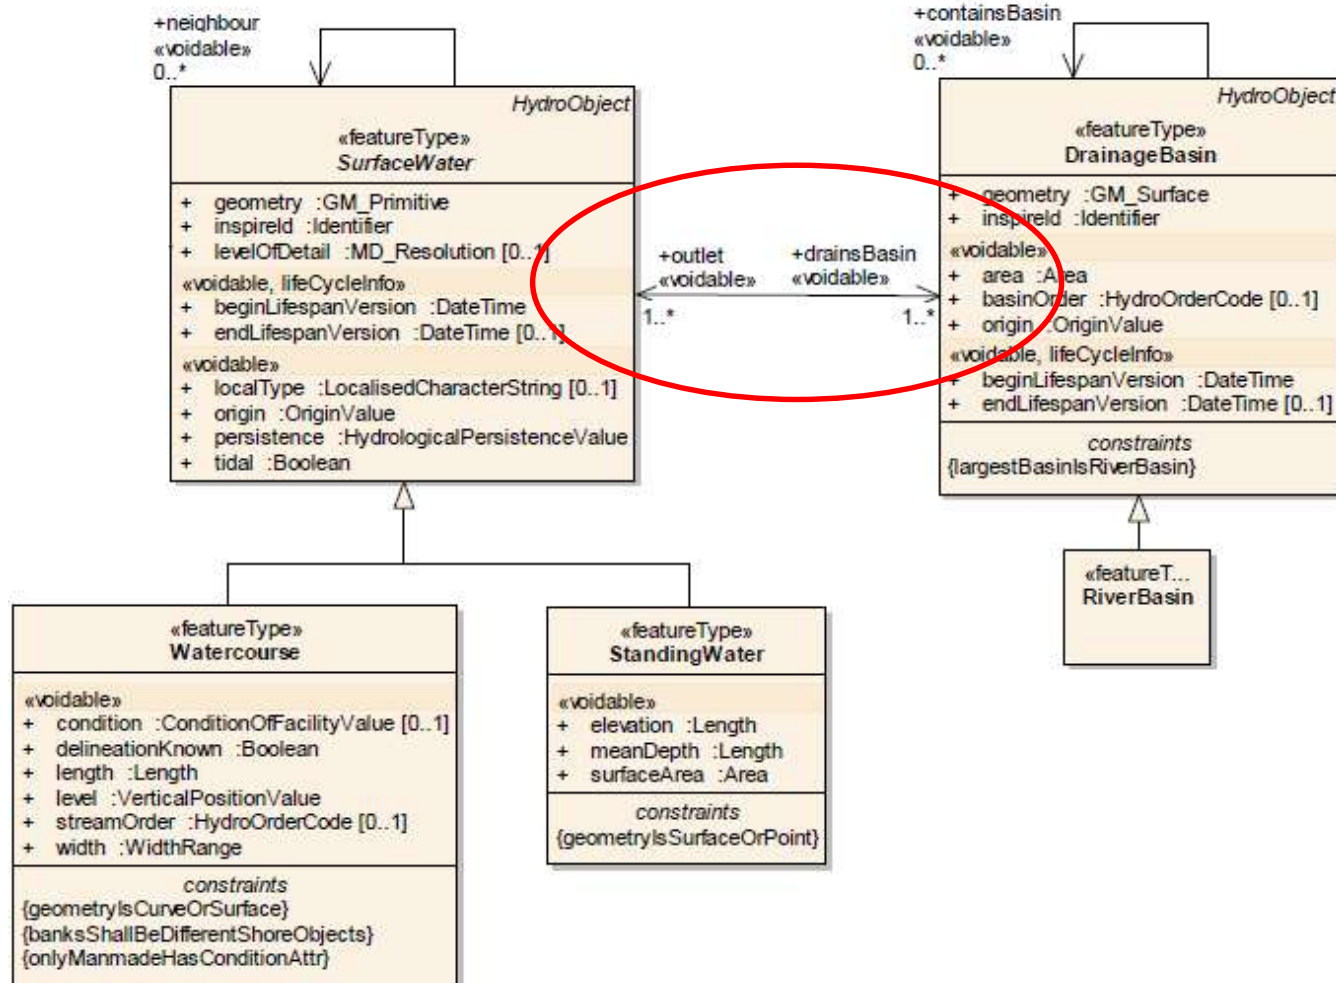 +neighbour
«voidable»
0..*
HydroObject
«featureType»
SurfaceWater
+ geometry :GM_Primitive
+ inspireId :Identifier
+ levelOfDetail :MD_Resolution [0..1]
«voidable, lifeCycleInfo»
+ beginLifespanVersion :DateTime
+ endLifespanVersion :DateTime [0..1]
«voidable»
+ localType :LocalisedCharacterString [0..1]
+ origin :OriginValue
+ persistence :HydrologicalPersistenceValue
+ tidal :Boolean
+outlet
«voidable»
1..*
+drainsBasin
«voidable»
1..*
+containsBasin
«voidable»
0..*
HydroObject
«featureType»
DrainageBasin
+ geometry :GM_Surface
+ inspireId :Identifier
«voidable»
+ area :Area
+ basinOrder :HydroOrderCode [0..1]
+ origin :OriginValue
«voidable, lifeCycleInfo»
+ beginLifespanVersion :DateTime
+ endLifespanVersion :DateTime [0..1]
constraints
{largestBasinIsRiverBasin}
«featureT...
RiverBasin
«featureType»
Watercourse
«voidable»
+ condition :ConditionOfFacilityValue [0..1]
+ delineationKnown :Boolean
+ length :Length
+ level :VerticalPositionValue
+ streamOrder :HydroOrderCode [0..1]
+ width :WidthRange
constraints
{geometryIsCurveOrSurface}
{banksShallBeDifferentShoreObjects}
{onlyManmadeHasConditionAttr}
«featureType»
StandingWater
«voidable»
+ elevation :Length
+ meanDepth :Length
+ surfaceArea :Area
constraints
{geometryIsSurfaceOrPoint}